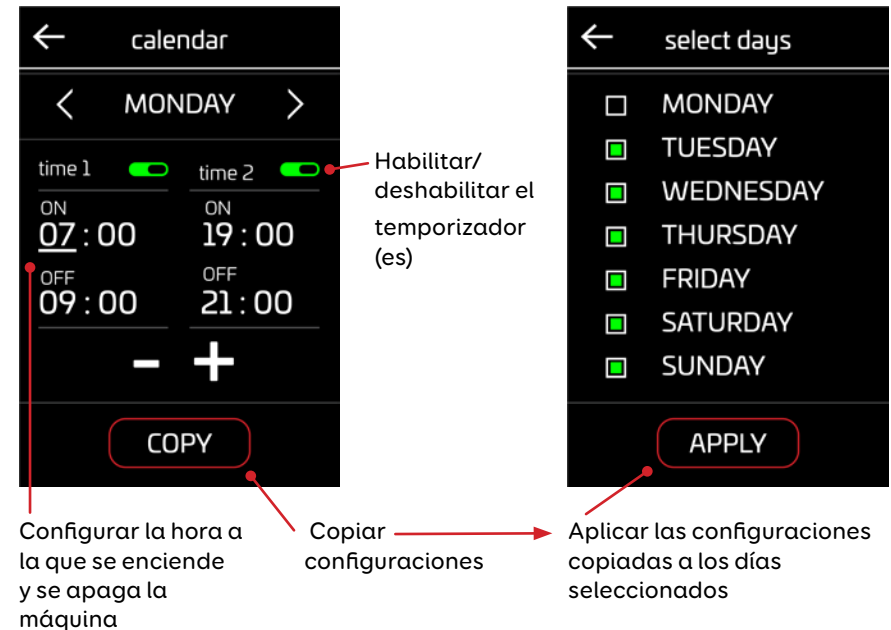 calendar
MONDAY
time 1
time 2
ON
ON
07 : 00
19 : 00
OFF
OFF
09 : 00
21 : 00
- +
COPY
Habilitar/
deshabilitar el
temporizador
(es)
select days
MONDAY
TUESDAY
WEDNESDAY
THURSDAY
FRIDAY
SATURDAY
SUNDAY
APPLY
Configurar la hora a
la que se enciende
y se apaga la
máquina
Copiar
configuraciones
Aplicar las configuraciones
copiadas a los días
seleccionados